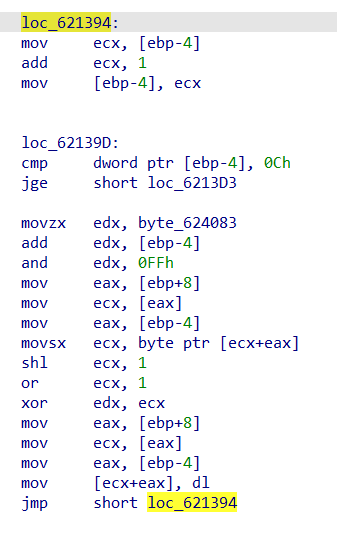 loc_621394:
mov ecx, [ebp-4]
add ecx, 1
mov [ebp-4], ecx
loc_62139D:
cmp dword ptr [ebp-4], 0Ch
jge short loc_6213D3
movzx edx, byte_624083
add edx, [ebp-4]
and edx, 0FFh
mov eax, [ebp+8]
mov ecx, [eax]
mov eax, [ebp-4]
movsx ecx, byte ptr [ecx+eax]
shl ecx, 1
or ecx, 1
xor edx, ecx
mov eax, [ebp+8]
mov ecx, [eax]
mov eax, [ebp-4]
mov [ecx+eax], dl
jmp short loc_621394